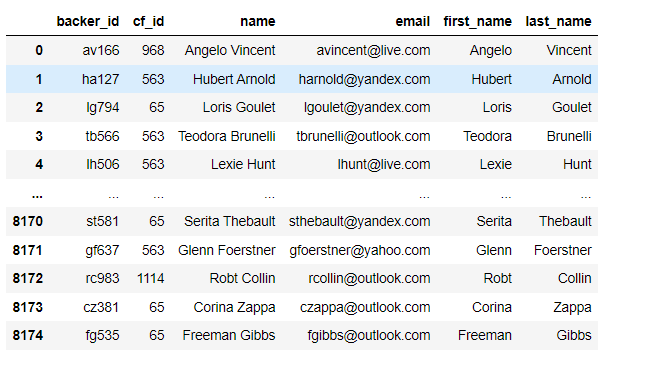 backer_id cf_id name email first_name last_name
0 av166 968 Angelo Vincent avincent@live.com Angelo Vincent
1 ha127 563 Hubert Arnold harnold@yandex.com Hubert Arnold
2 lg794 65 Loris Goulet lgoulet@yandex.com Loris Goulet
3 tb566 563 Teodora Brunelli tbrunelli@outlook.com Teodora Brunelli
4 lh506 563 Lexie Hunt lhunt@live.com Lexie Hunt
... ... ... ... ... ... ...
8170 st581 65 Serita Thebault sthebault@yandex.com Serita Thebault
8171 gf637 563 Glenn Foerstner gfoerstner@yahoo.com Glenn Foerstner
8172 rc983 1114 Robt Collin rcollin@outlook.com Robt Collin
8173 cz381 65 Corina Zappa czappa@outlook.com Corina Zappa
8174 fg535 65 Freeman Gibbs fgibbs@outlook.com Freeman Gibbs